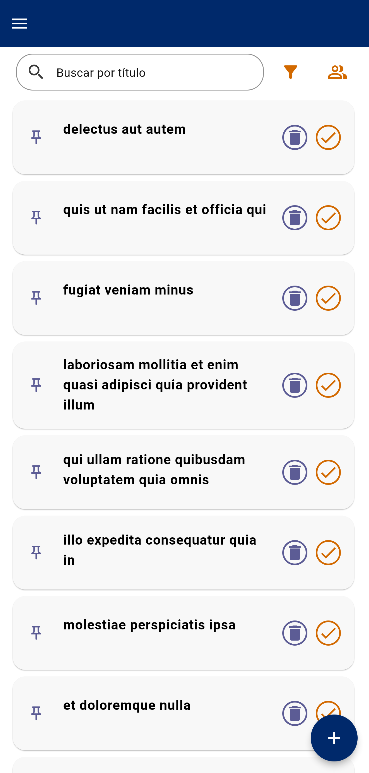 Buscar por título
delectus aut autem
quis ut nam facilis et officia qui
fugiat veniam minus
laboriosam mollitia et enim
quasi adipisci quia provident
illum
qui ullam ratione quibusdam
voluptatem quia omnis
illo expedita consequatur quia
in
molestiae perspiciatis ipsa
et doloremque nulla